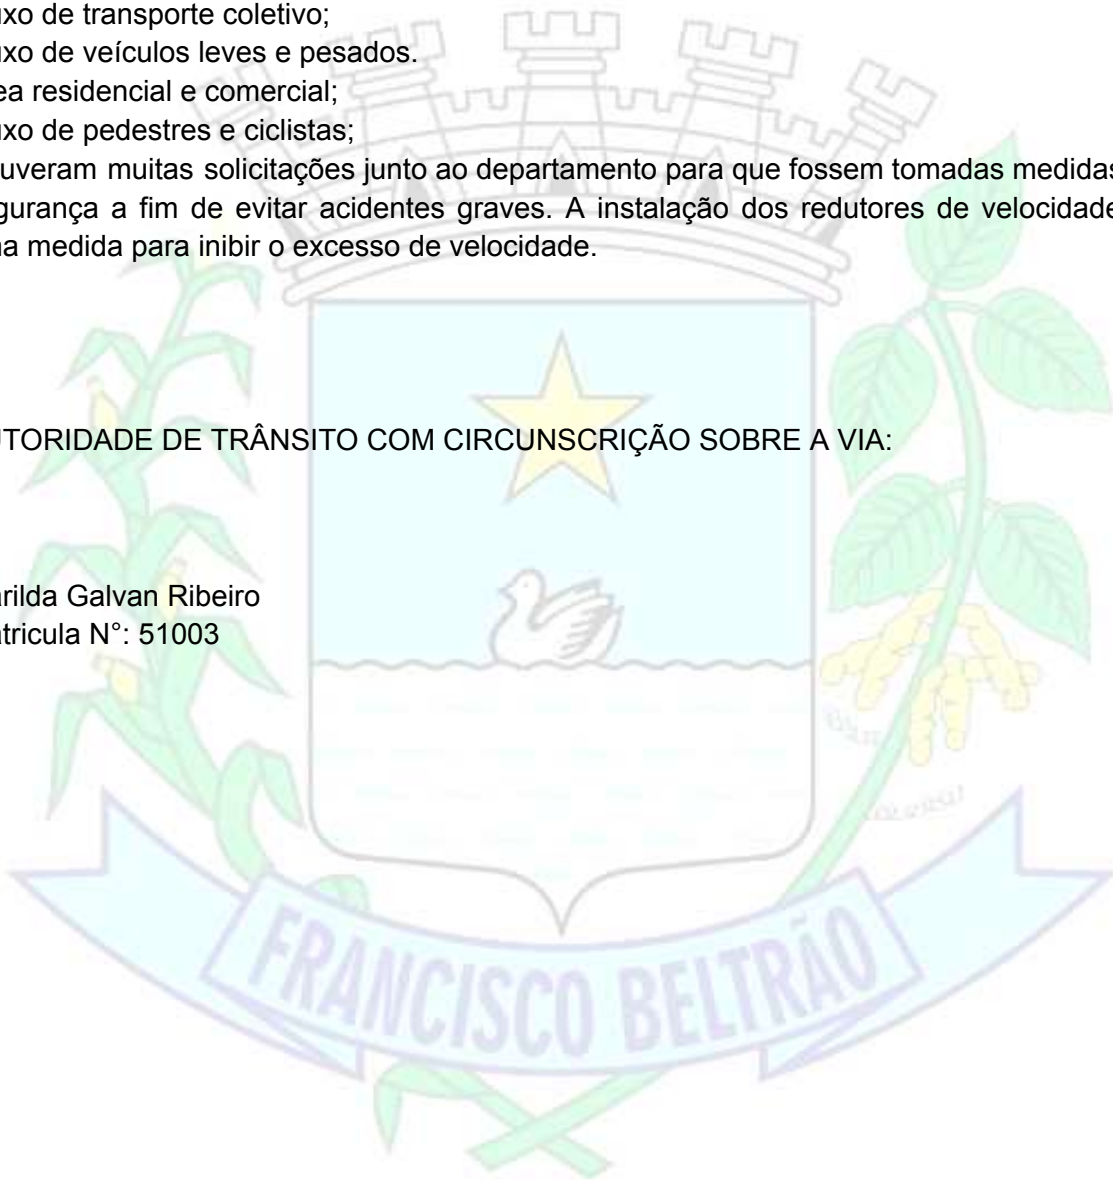 uxo de transporte coletivo;
uxo de veículos leves e pesados.
ea residencial e comercial;
uxo de pedestres e ciclistas;
uveram muitas solicitações junto ao departamento para que fossem tomadas medidas
gurança a fim de evitar acidentes graves. A instalação dos redutores de velocidade
na medida para inibir o excesso de velocidade.
UTORIDADE DE TRÂNSITO COM CIRCUNSCRIÇÃO SOBRE A VIA:
arilda Galvan Ribeiro
atricula N°: 51003
FRANCISCO BELTRÃO